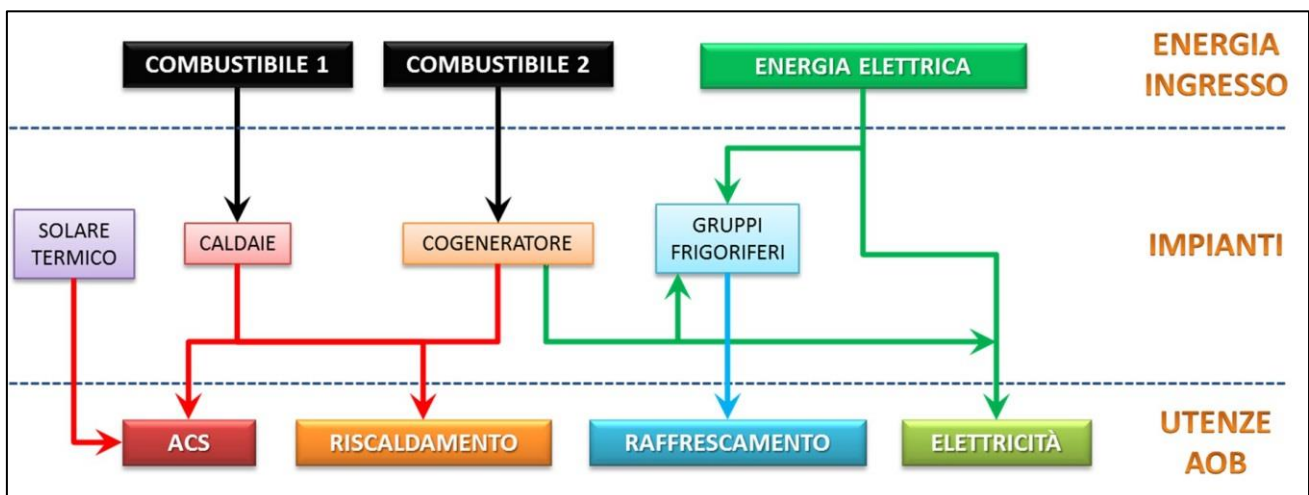 COMBUSTIBILE 1
COMBUSTIBILE 2
ENERGIA ELETTRICA
ENERGIA
INGRESSO
SOLARE
TERMICO
CALDAIE
COGENERATORE
GRUPPI
FRIGORIFERI
IMPIANTI
ACS
RISCALDAMENTO
RAFFRESCAMENTO
ELETTRICITÀ
UTENZE
AOB